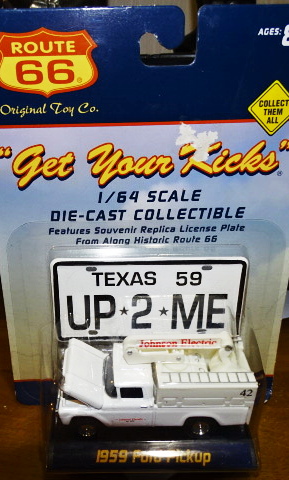 ROUTE
66
Original Toy Co.
AGES: 8
COLLECT
THEM
ALL
"Get Your Kicks"
1/64 SCALE
DIE-CAST COLLECTIBLE
Features Souvenir Replica License Plate
From Along Historic Route 66
TEXAS 59
UP★2★ME
Johnson Electric
42
1959 Ford Pickup